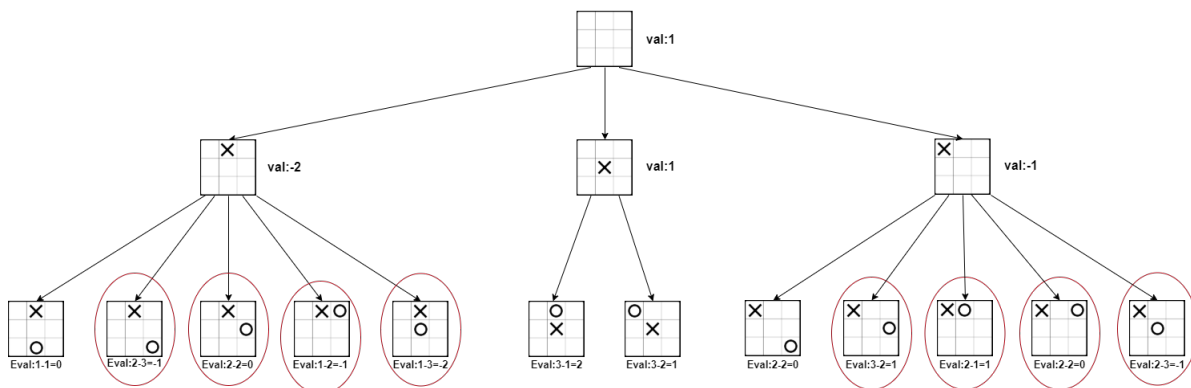 val:1
val:-2
val:1
val:-1
Eval:1-1=0
Eval:2-3=-1
Eval:2-2=0
Eval:1-2=-1
Eval:1-3=-2
Eval:3-1=2
Eval:3-2=1
Eval:2-2=0
Eval:3-2=1
Eval:2-1=1
Eval:2-2=0
Eval:2-3=-1